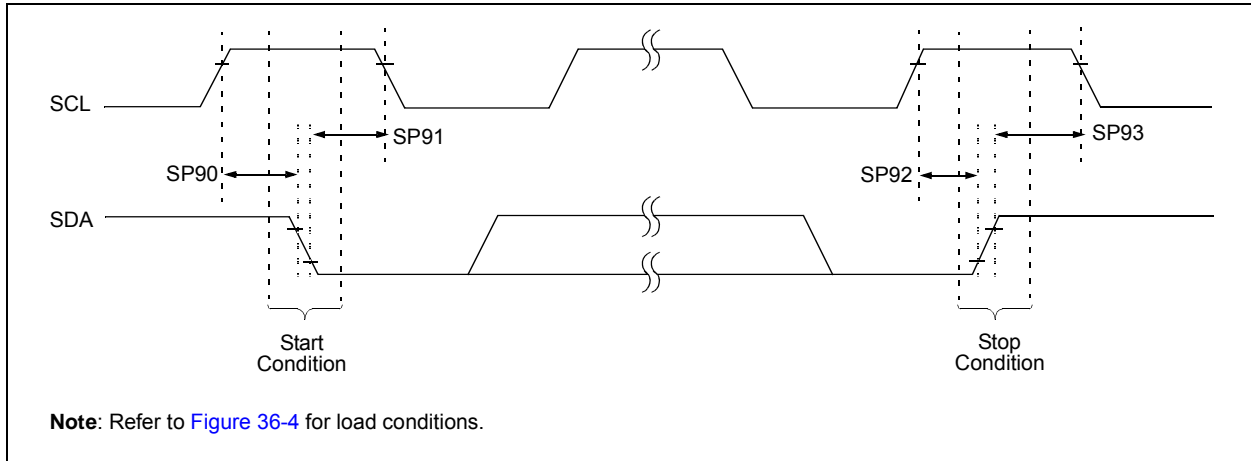 SCL
SP91
SP93
SP90
SP92
SDA
Start
Condition
Stop
Condition
Note: Refer to Figure 36-4 for load conditions.